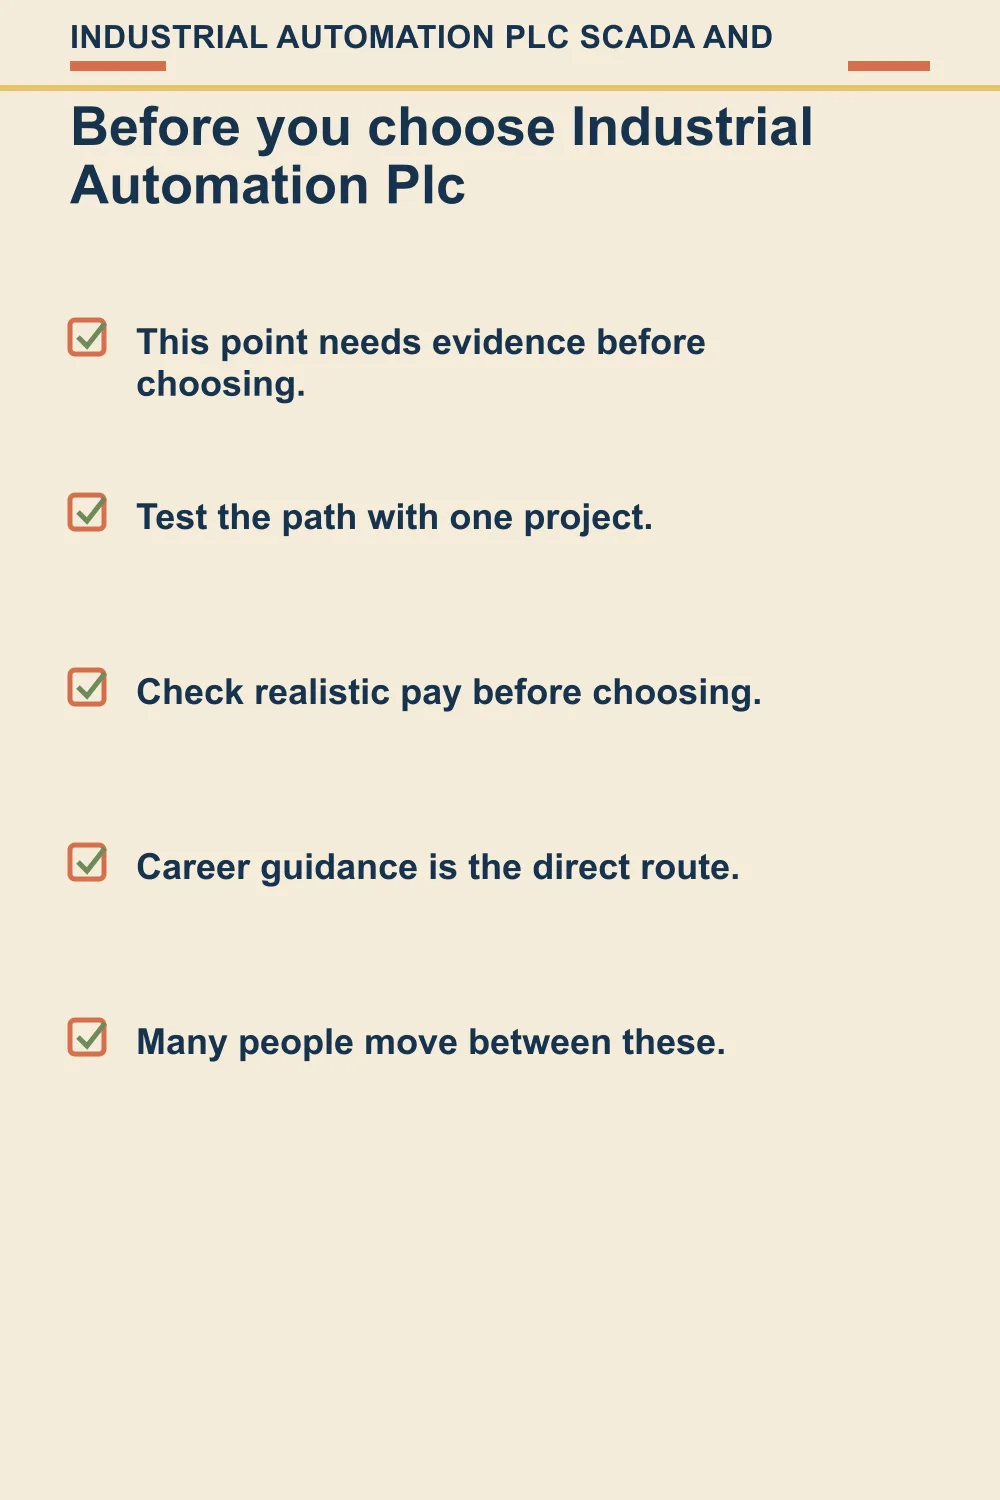 INDUSTRIAL AUTOMATION PLC SCADA AND
Before you choose Industrial
Automation Plc
This point needs evidence before
choosing.
Test the path with one project.
Check realistic pay before choosing.
Career guidance is the direct route.
Many people move between these.